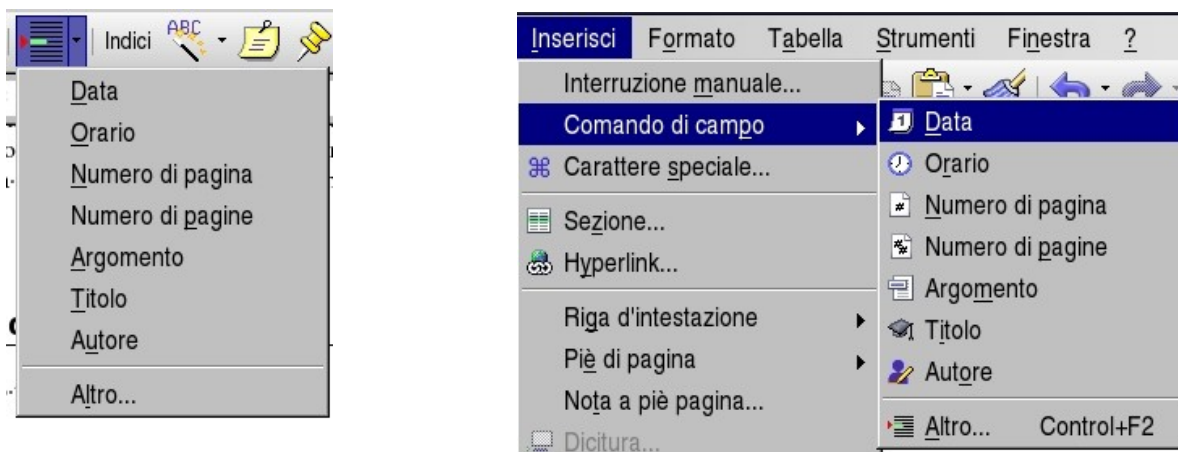 Indici ABC
Data
Orario
Numero di pagina
Numero di pagine
Argomento
Titolo
Autore
Altro...
Inserisci Formato Tabella Strumenti Finestra ?
Interruzione manuale...
Comando di campo
Carattere speciale...
Sezione...
Hyperlink...
Riga d'intestazione
Piè di pagina
Nota a piè pagina...
Dicitura...
Data
Orario
Numero di pagina
Numero di pagine
Argomento
Titolo
Autore
Altro... Control+F2